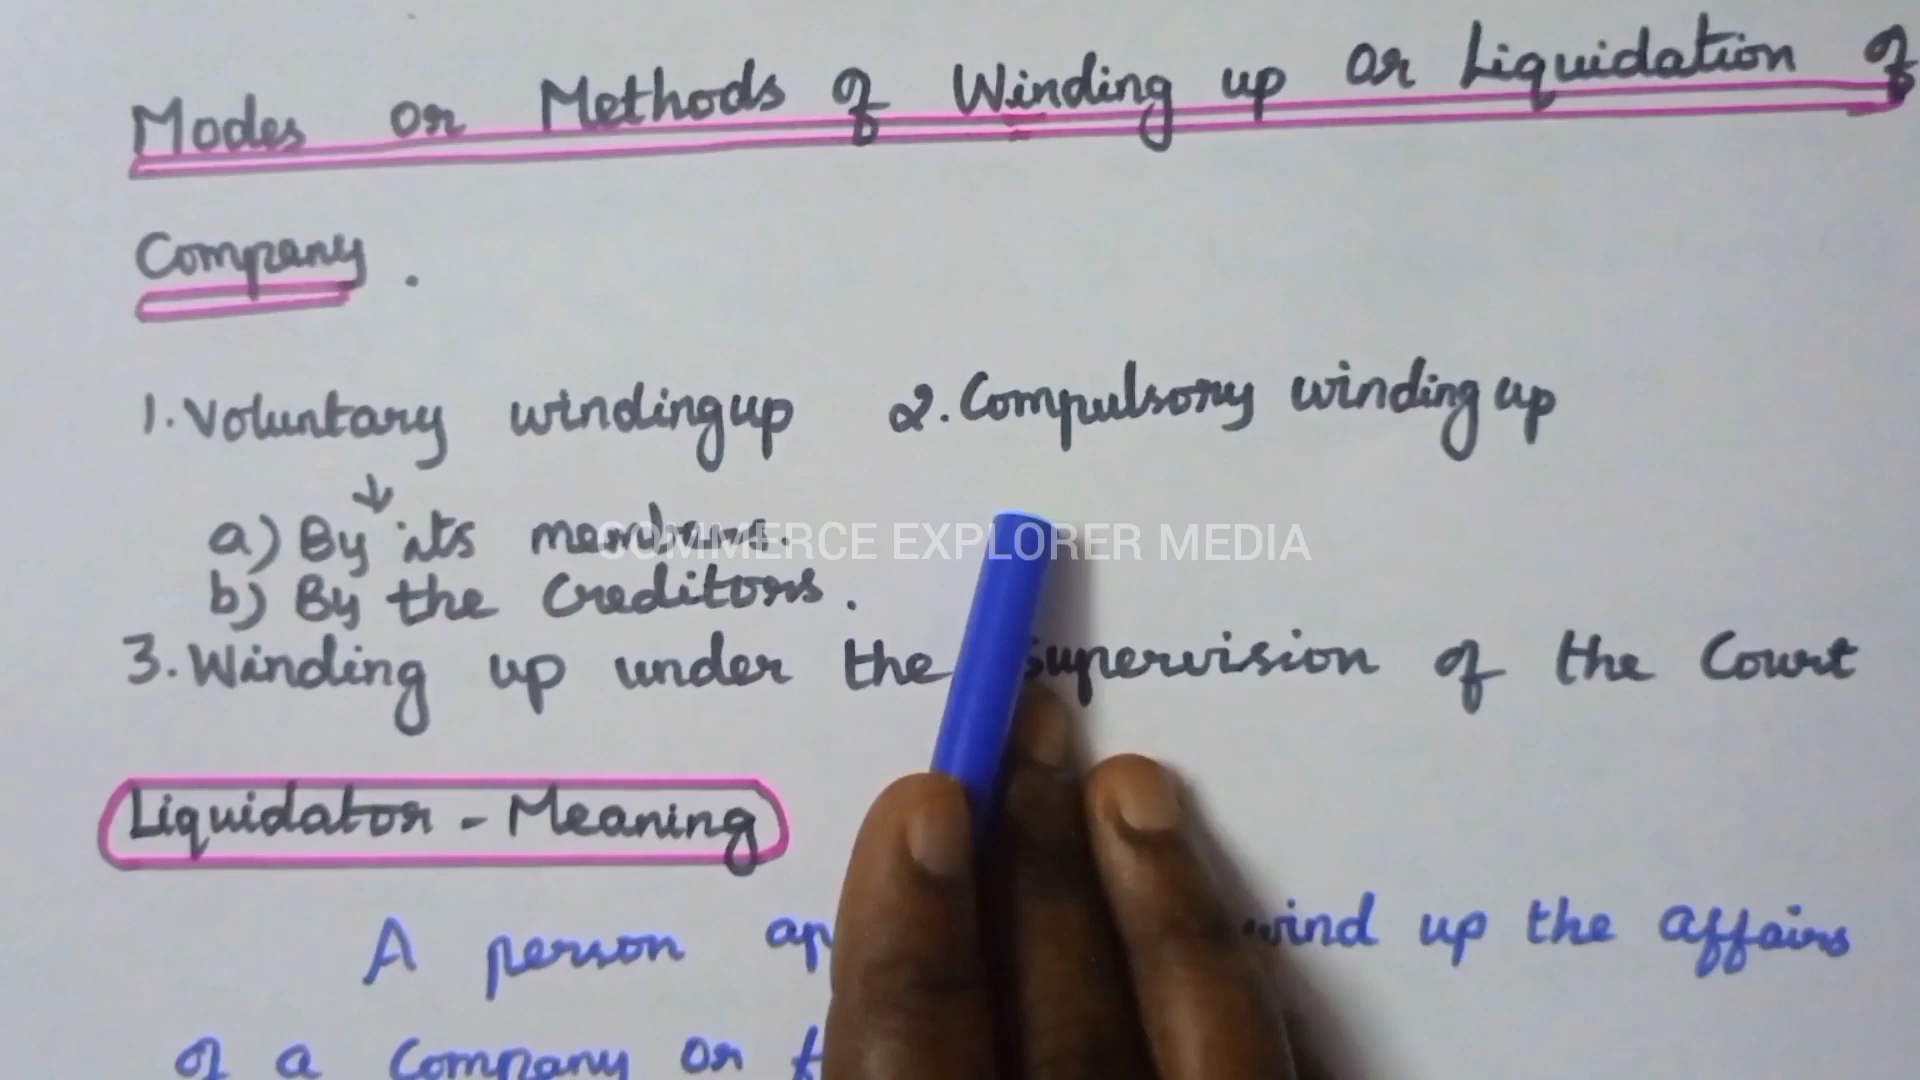 Modes or Methods of Winding up or Liquidation of
Company.
1. Voluntary winding up 2. Compulsory winding up
↓
a) By its members.
b) By the Creditors.
3. Winding up under the supervision of the Court
COMMERCE EXPLORER MEDIA
Liquidator - Meaning
A person wind up the affairs
of a Company or